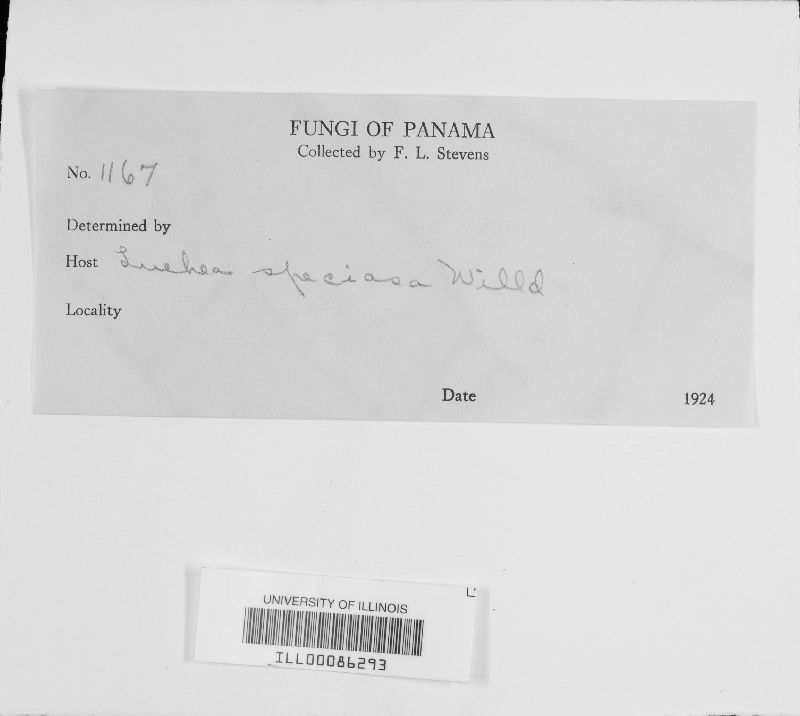 FUNGI OF PANAMA
Collected by F. L. Stevens
No. 1167
Determined by
Host Luehea speciosa Willd
Locality
Date 1924
UNIVERSITY OF ILLINOIS
ILL00086293